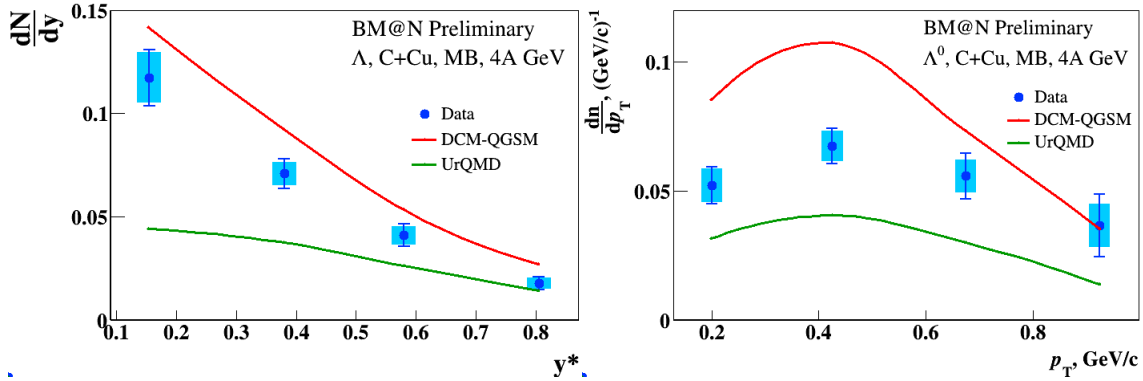 dN
dy
0.15
0.1
0.05
0
BM@N Preliminary
Λ, C+Cu, MB, 4A GeV
Data
DCM-QGSM
UrQMD
0.1 0.2 0.3 0.4 0.5 0.6 0.7 0.8
y*
dn
dp_T, (GeV/c)⁻¹
0.1
0.05
0
BM@N Preliminary
Λ⁰, C+Cu, MB, 4A GeV
Data
DCM-QGSM
UrQMD
0.2 0.4 0.6 0.8
p_T, GeV/c